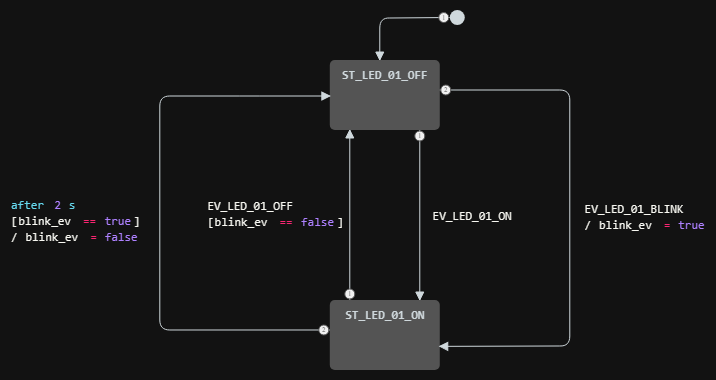 1
ST_LED_01_OFF
2
1
after 2 s
[blink_ev == true]
/ blink_ev = false
EV_LED_01_OFF
[blink_ev == false]
EV_LED_01_ON
EV_LED_01_BLINK
/ blink_ev = true
1
ST_LED_01_ON
2